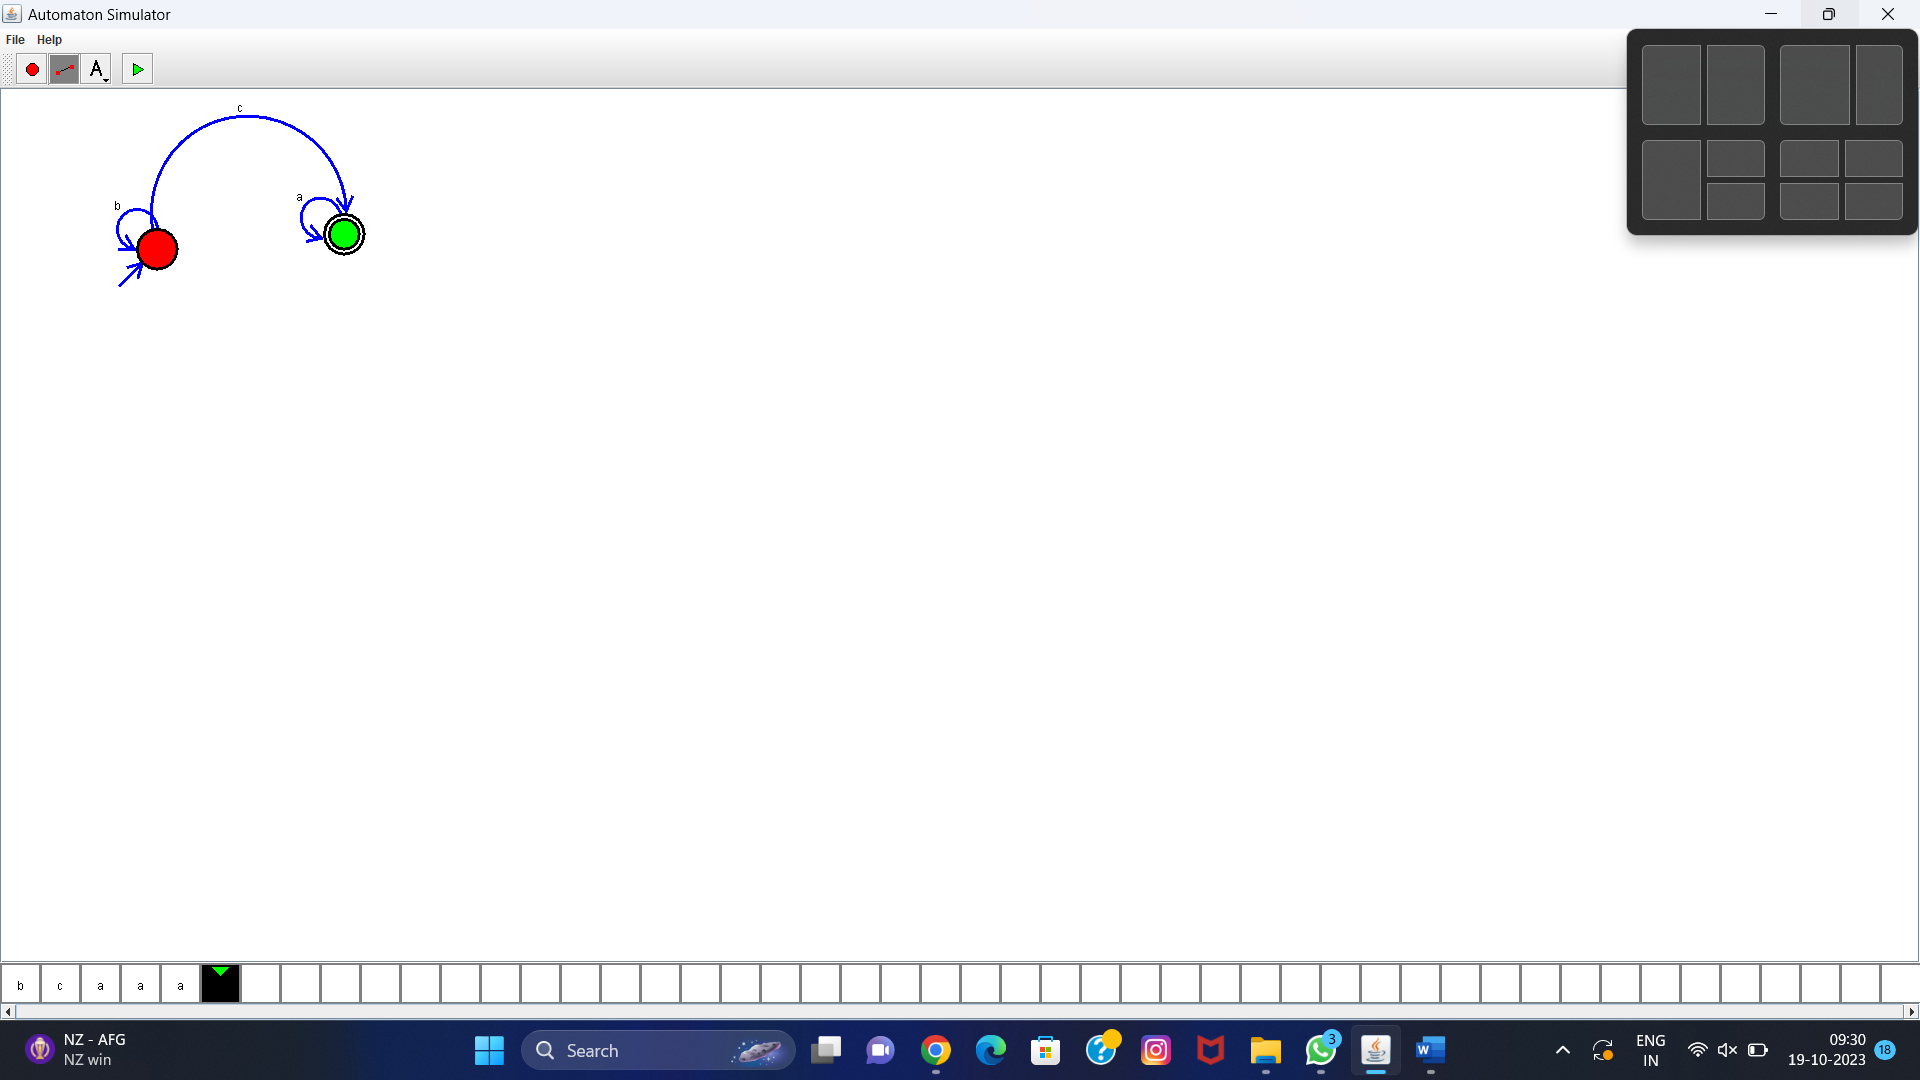 Automaton Simulator
File Help
A
c
b
a
b c a a a
NZ - AFG
NZ win
Search
3
ENG
IN
09:30
19-10-2023
18